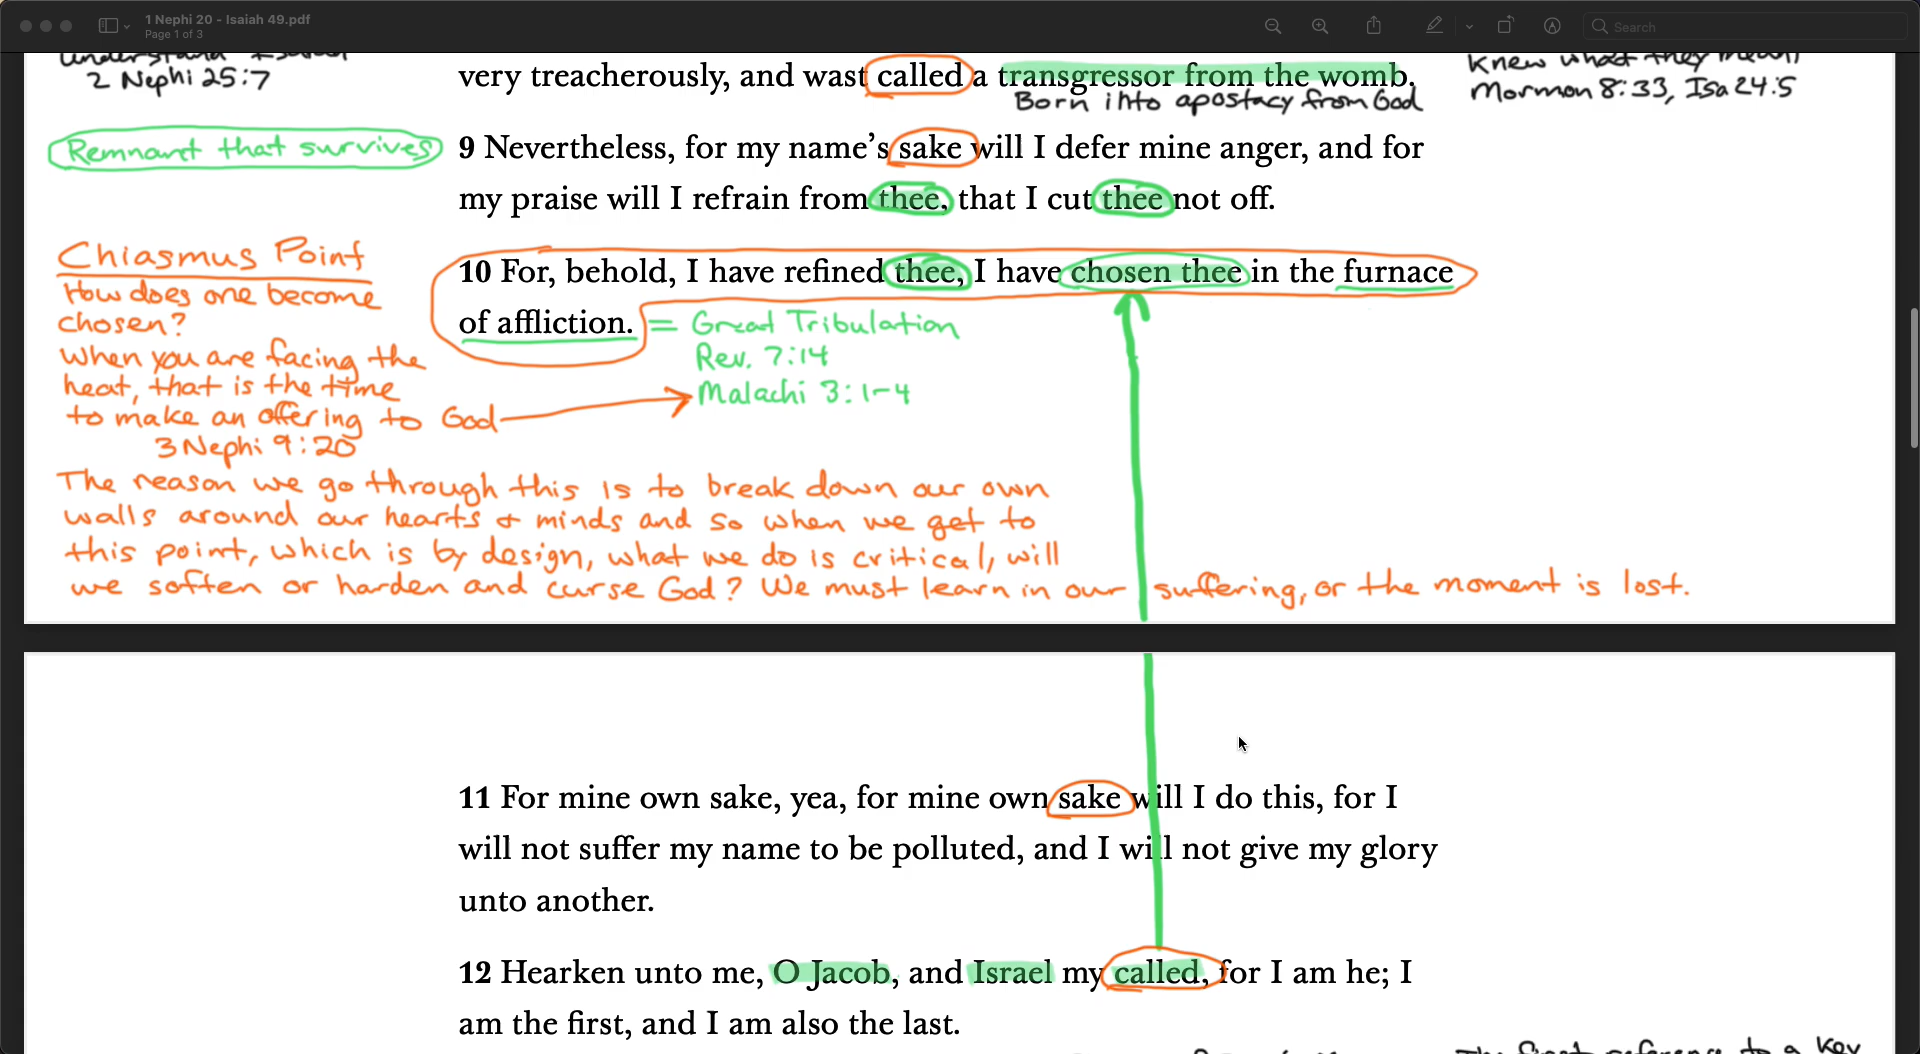 1 Nephi 20 - Isaiah 49.pdf
Page 1 of 3
Search
understand
2 Nephi 25:7
very treacherously, and wast called a transgressor from the womb.
Born into apostacy from God
knew what they mean
Mormon 8:33, Isa 24:5
Remnant that survives
9 Nevertheless, for my name's sake will I defer mine anger, and for
my praise will I refrain from thee, that I cut thee not off.
Chiasmus Point
How does one become
chosen?
When you are facing the
heat, that is the time
to make an offering to God
3 Nephi 9:20
10 For, behold, I have refined thee, I have chosen thee in the furnace
of affliction.
= Great Tribulation
Rev. 7:14
Malachi 3:1-4
The reason we go through this is to break down our own
walls around our hearts & minds and so when we get to
this point, which is by design, what we do is critical, will
we soften or harden and curse God? We must learn in our suffering, or the moment is lost.
11 For mine own sake, yea, for mine own sake will I do this, for I
will not suffer my name to be polluted, and I will not give my glory
unto another.
12 Hearken unto me, O Jacob, and Israel my called, for I am he; I
am the first, and I am also the last.
The first reference to a key